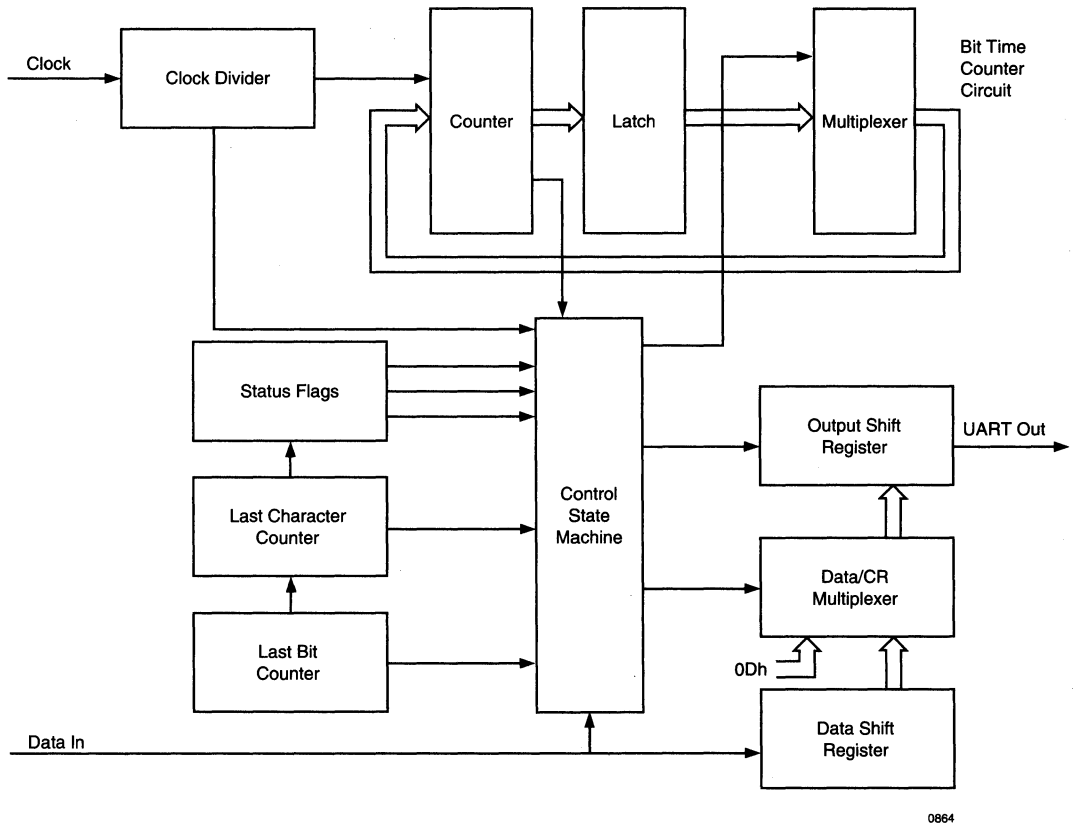 Clock
Clock Divider
Counter
Latch
Multiplexer
Bit Time
Counter
Circuit
Status Flags
Last Character
Counter
Last Bit
Counter
Control
State
Machine
Output Shift
Register
UART Out
Data/CR
Multiplexer
0Dh
Data Shift
Register
Data In
0864